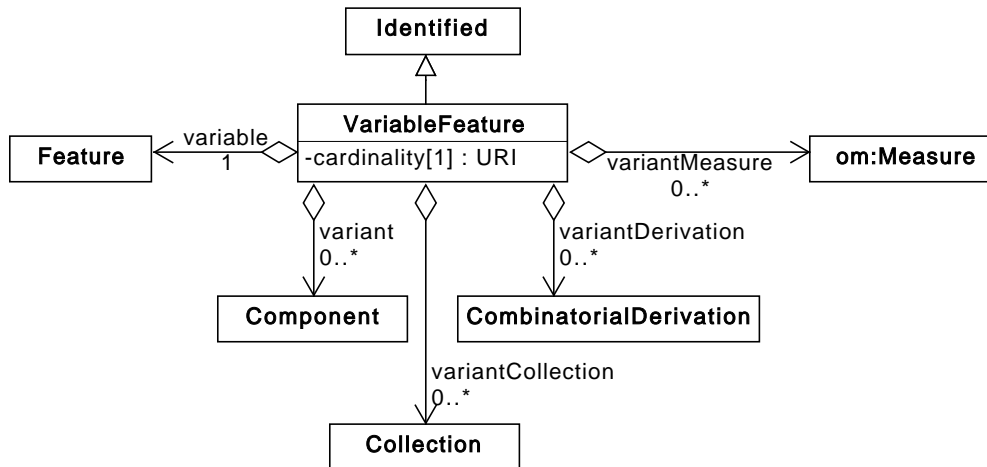 Identified
VariableFeature
-cardinality[1] : URI
variable
1
Feature
variantMeasure
0..*
om:Measure
variant
0..*
variantDerivation
0..*
Component
CombinatorialDerivation
variantCollection
0..*
Collection